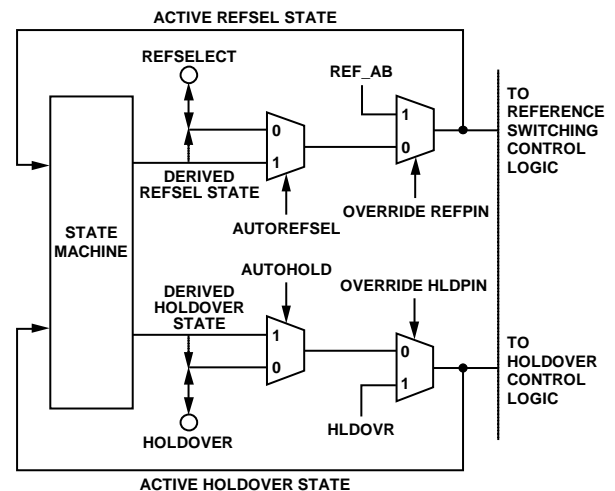 ACTIVE REFSEL STATE
REFSELECT
REF_AB
TO
REFERENCE
SWITCHING
CONTROL
LOGIC
1
0
0
1
DERIVED
REFSEL STATE
OVERRIDE REFPIN
AUTOREFSEL
STATE
MACHINE
AUTOHOLD
OVERRIDE HLDPIN
DERIVED
HOLDOVER
STATE
1
0
0
1
TO
HOLDOVER
CONTROL
LOGIC
HLDOVR
HOLDOVER
ACTIVE HOLDOVER STATE